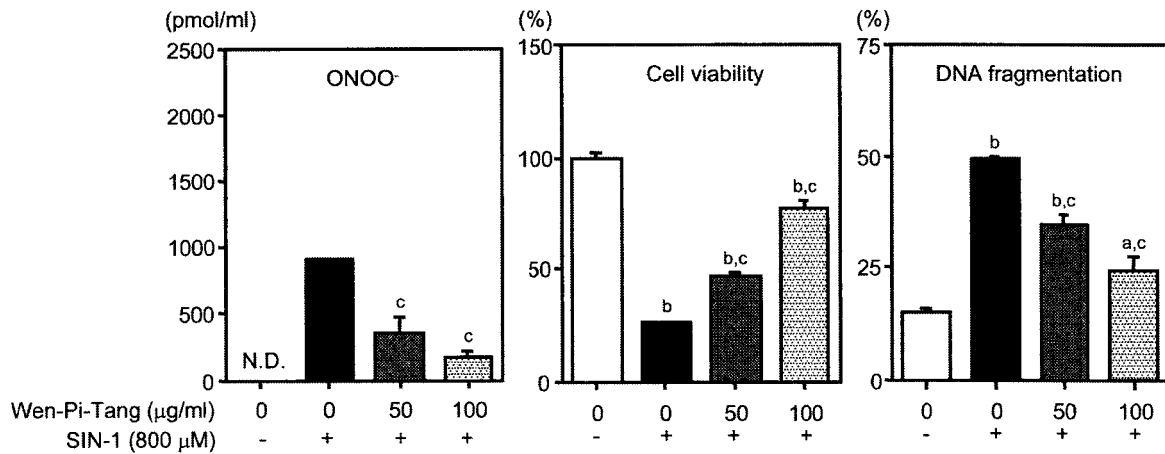 (pmol/ml) (%) (%)
2500 150 75
ONOO- Cell viability DNA fragmentation
2000
b
1500 100 50
b,c b,c
1000 b,c a,c
50 25
500 c b
c
N.D.
0 0 0
Wen-Pi-Tang (μg/ml) 0 0 50 100 0 0 50 100 0 0 50 100
SIN-1 (800 μM) - + + + - + + + - + + +